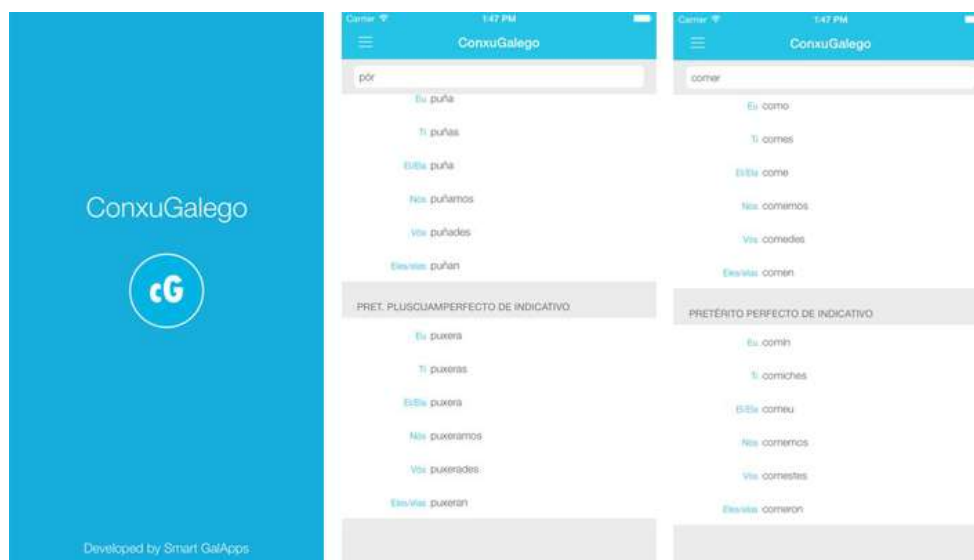 ConxuGalego
cG
Developed by Smart GalApps
Carrier 1:47 PM
ConxuGalego
pór
Eu puña
Ti puñas
El/Ela puña
Nós puñamos
Vós puñades
Eles/elas puñan
PRET. PLUSCUAMPERFECTO DE INDICATIVO
Eu puxera
Ti puxeras
El/Ela puxera
Nós puxeramos
Vós puxerades
Eles/elas puxeran
Carrier 1:47 PM
ConxuGalego
comer
Eu como
Ti comes
El/Ela come
Nós comemos
Vós comedes
Eles/elas comen
PRETÉRITO PERFECTO DE INDICATIVO
Eu comín
Ti comiches
El/Ela comeu
Nós comemos
Vós comestes
Eles/elas comeron